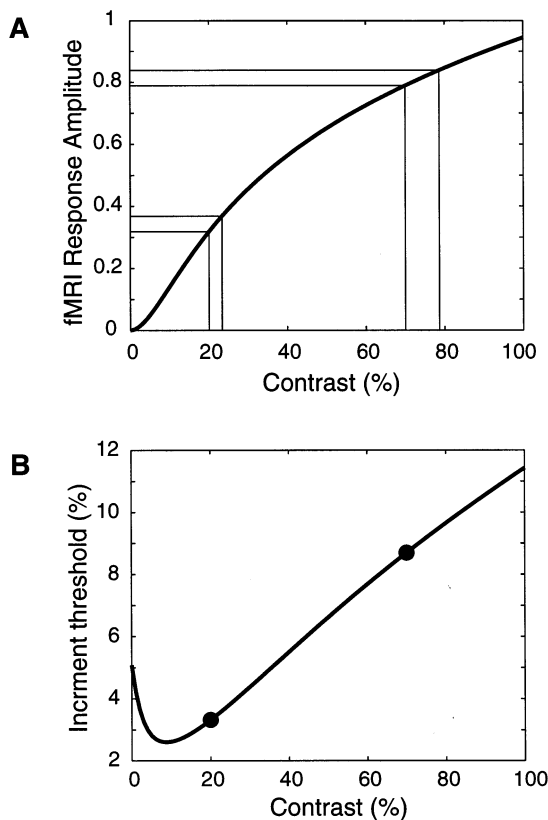 A
fMRI Response Amplitude
1
0.8
0.6
0.4
0.2
0
0 20 40 60 80 100
Contrast (%)
B
Incrment threshold (%)
12
10
8
6
4
2
0 20 40 60 80 100
Contrast (%)